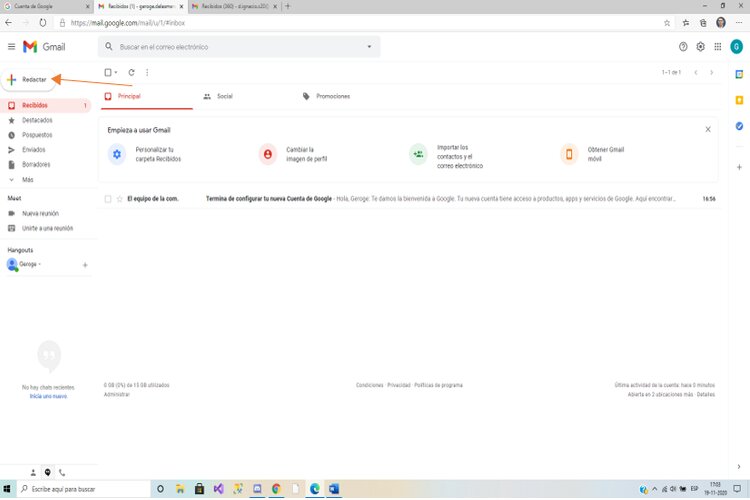 Cuenta de Google
Recibidos (1) - geroge.delasmar
Recibidos (360) - d.ignacio.s20@
https://mail.google.com/mail/u/1/#inbox
Gmail
Buscar en el correo electrónico
G
Redactar
1–1 de 1
Recibidos 1
Principal
Social
Promociones
Destacados
Pospuestos
Enviados
Borradores
Más
Empieza a usar Gmail
Personalizar tu
carpeta Recibidos
Cambiar la
imagen de perfil
Importar los
contactos y el
correo electrónico
Obtener Gmail
móvil
El equipo de la com. Termina de configurar tu nueva Cuenta de Google - Hola, Geroge: Te damos la bienvenida a Google. Tu nueva cuenta tiene acceso a productos, apps y servicios de Google. Aquí encontrar… 16:56
Meet
Nueva reunión
Unirte a una reunión
Hangouts
Geroge
No hay chats recientes.
Inicia uno nuevo
0 GB (0%) de 15 GB utilizados
Administrar
Condiciones · Privacidad · Políticas de programa
Última actividad de la cuenta: hace 0 minutos
Abierta en 2 ubicaciones más · Detalles
Escribe aquí para buscar
ESP
17:03
19-11-2020